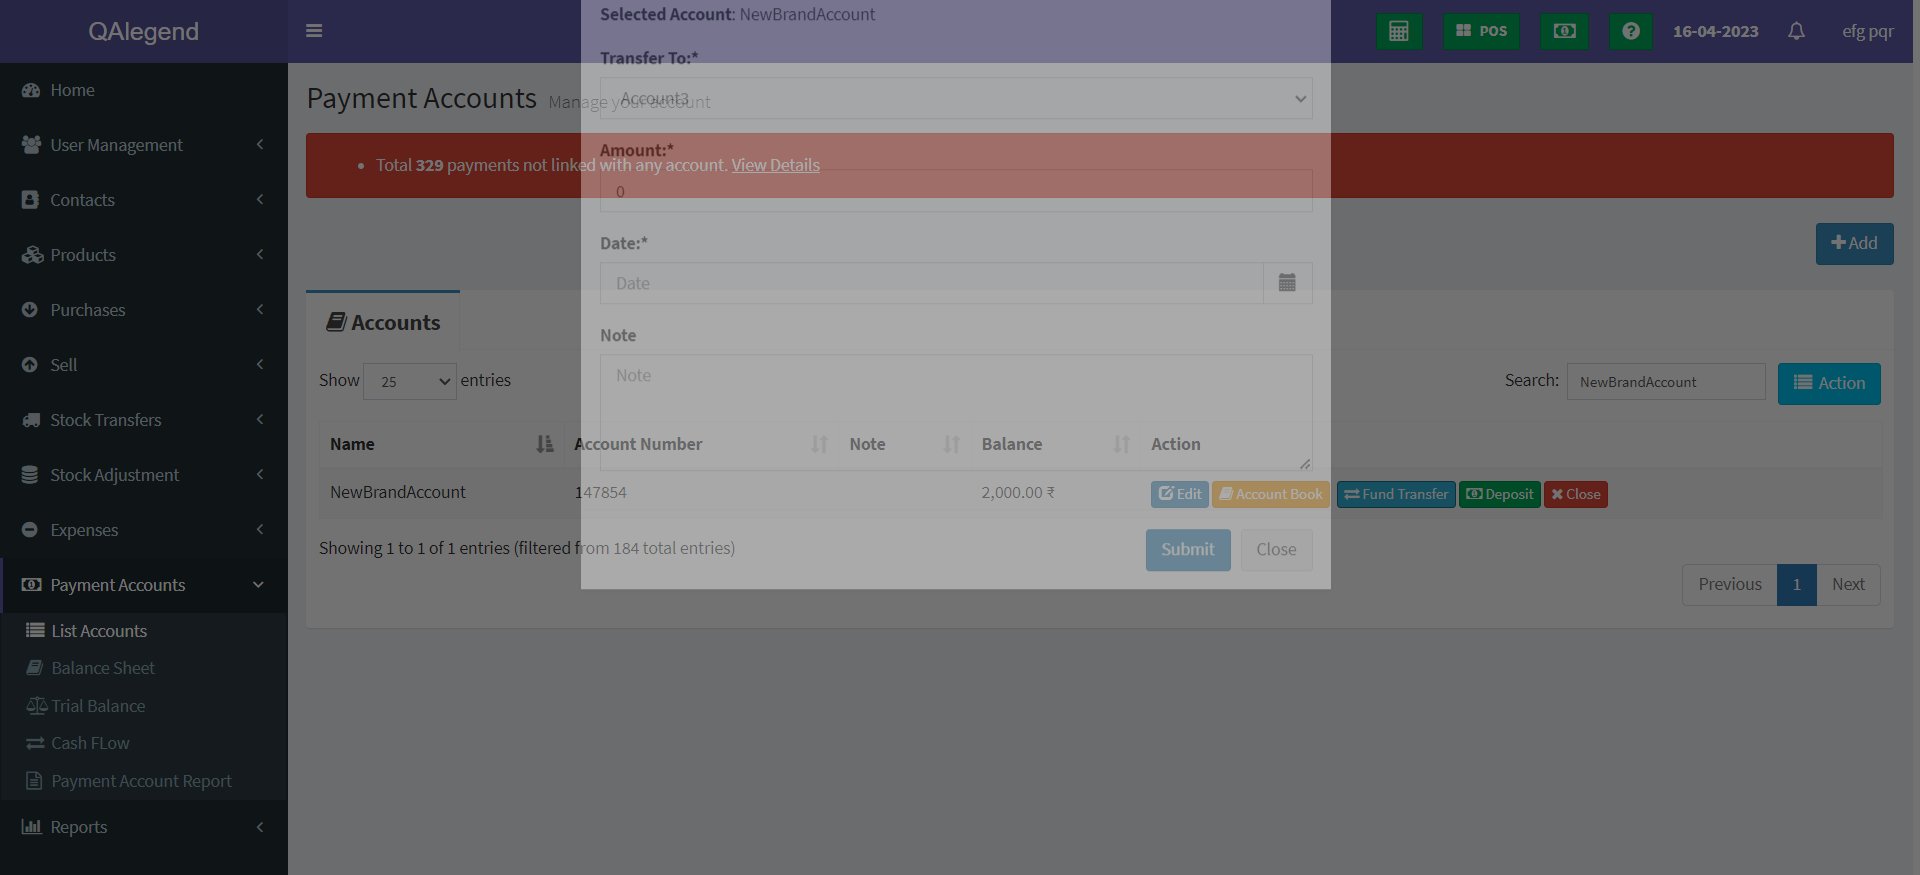 QAlegend
POS
16-04-2023
efg pqr
Home
User Management
Contacts
Products
Purchases
Sell
Stock Transfers
Stock Adjustment
Expenses
Payment Accounts
List Accounts
Balance Sheet
Trial Balance
Cash FLow
Payment Account Report
Reports
Payment Accounts Manage your account
Total 329 payments not linked with any account. View Details
Add
Accounts
Show 25 entries
Search: NewBrandAccount
Action
Name Account Number Note Balance Action
NewBrandAccount 147854 2,000.00 ₹ Edit Account Book Fund Transfer Deposit Close
Showing 1 to 1 of 1 entries (filtered from 184 total entries)
Previous 1 Next
Selected Account: NewBrandAccount
Transfer To:*
Account3
Amount:*
0
Date:*
Date
Note
Note
Submit Close